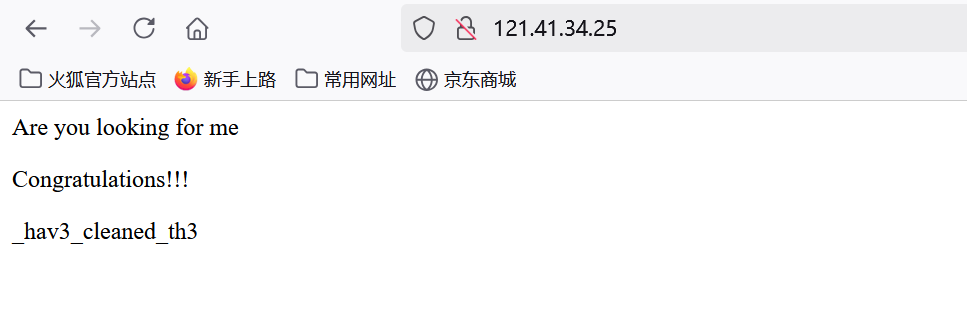 121.41.34.25
火狐官方站点 新手上路 常用网址 京东商城
Are you looking for me
Congratulations!!!
_hav3_cleaned_th3